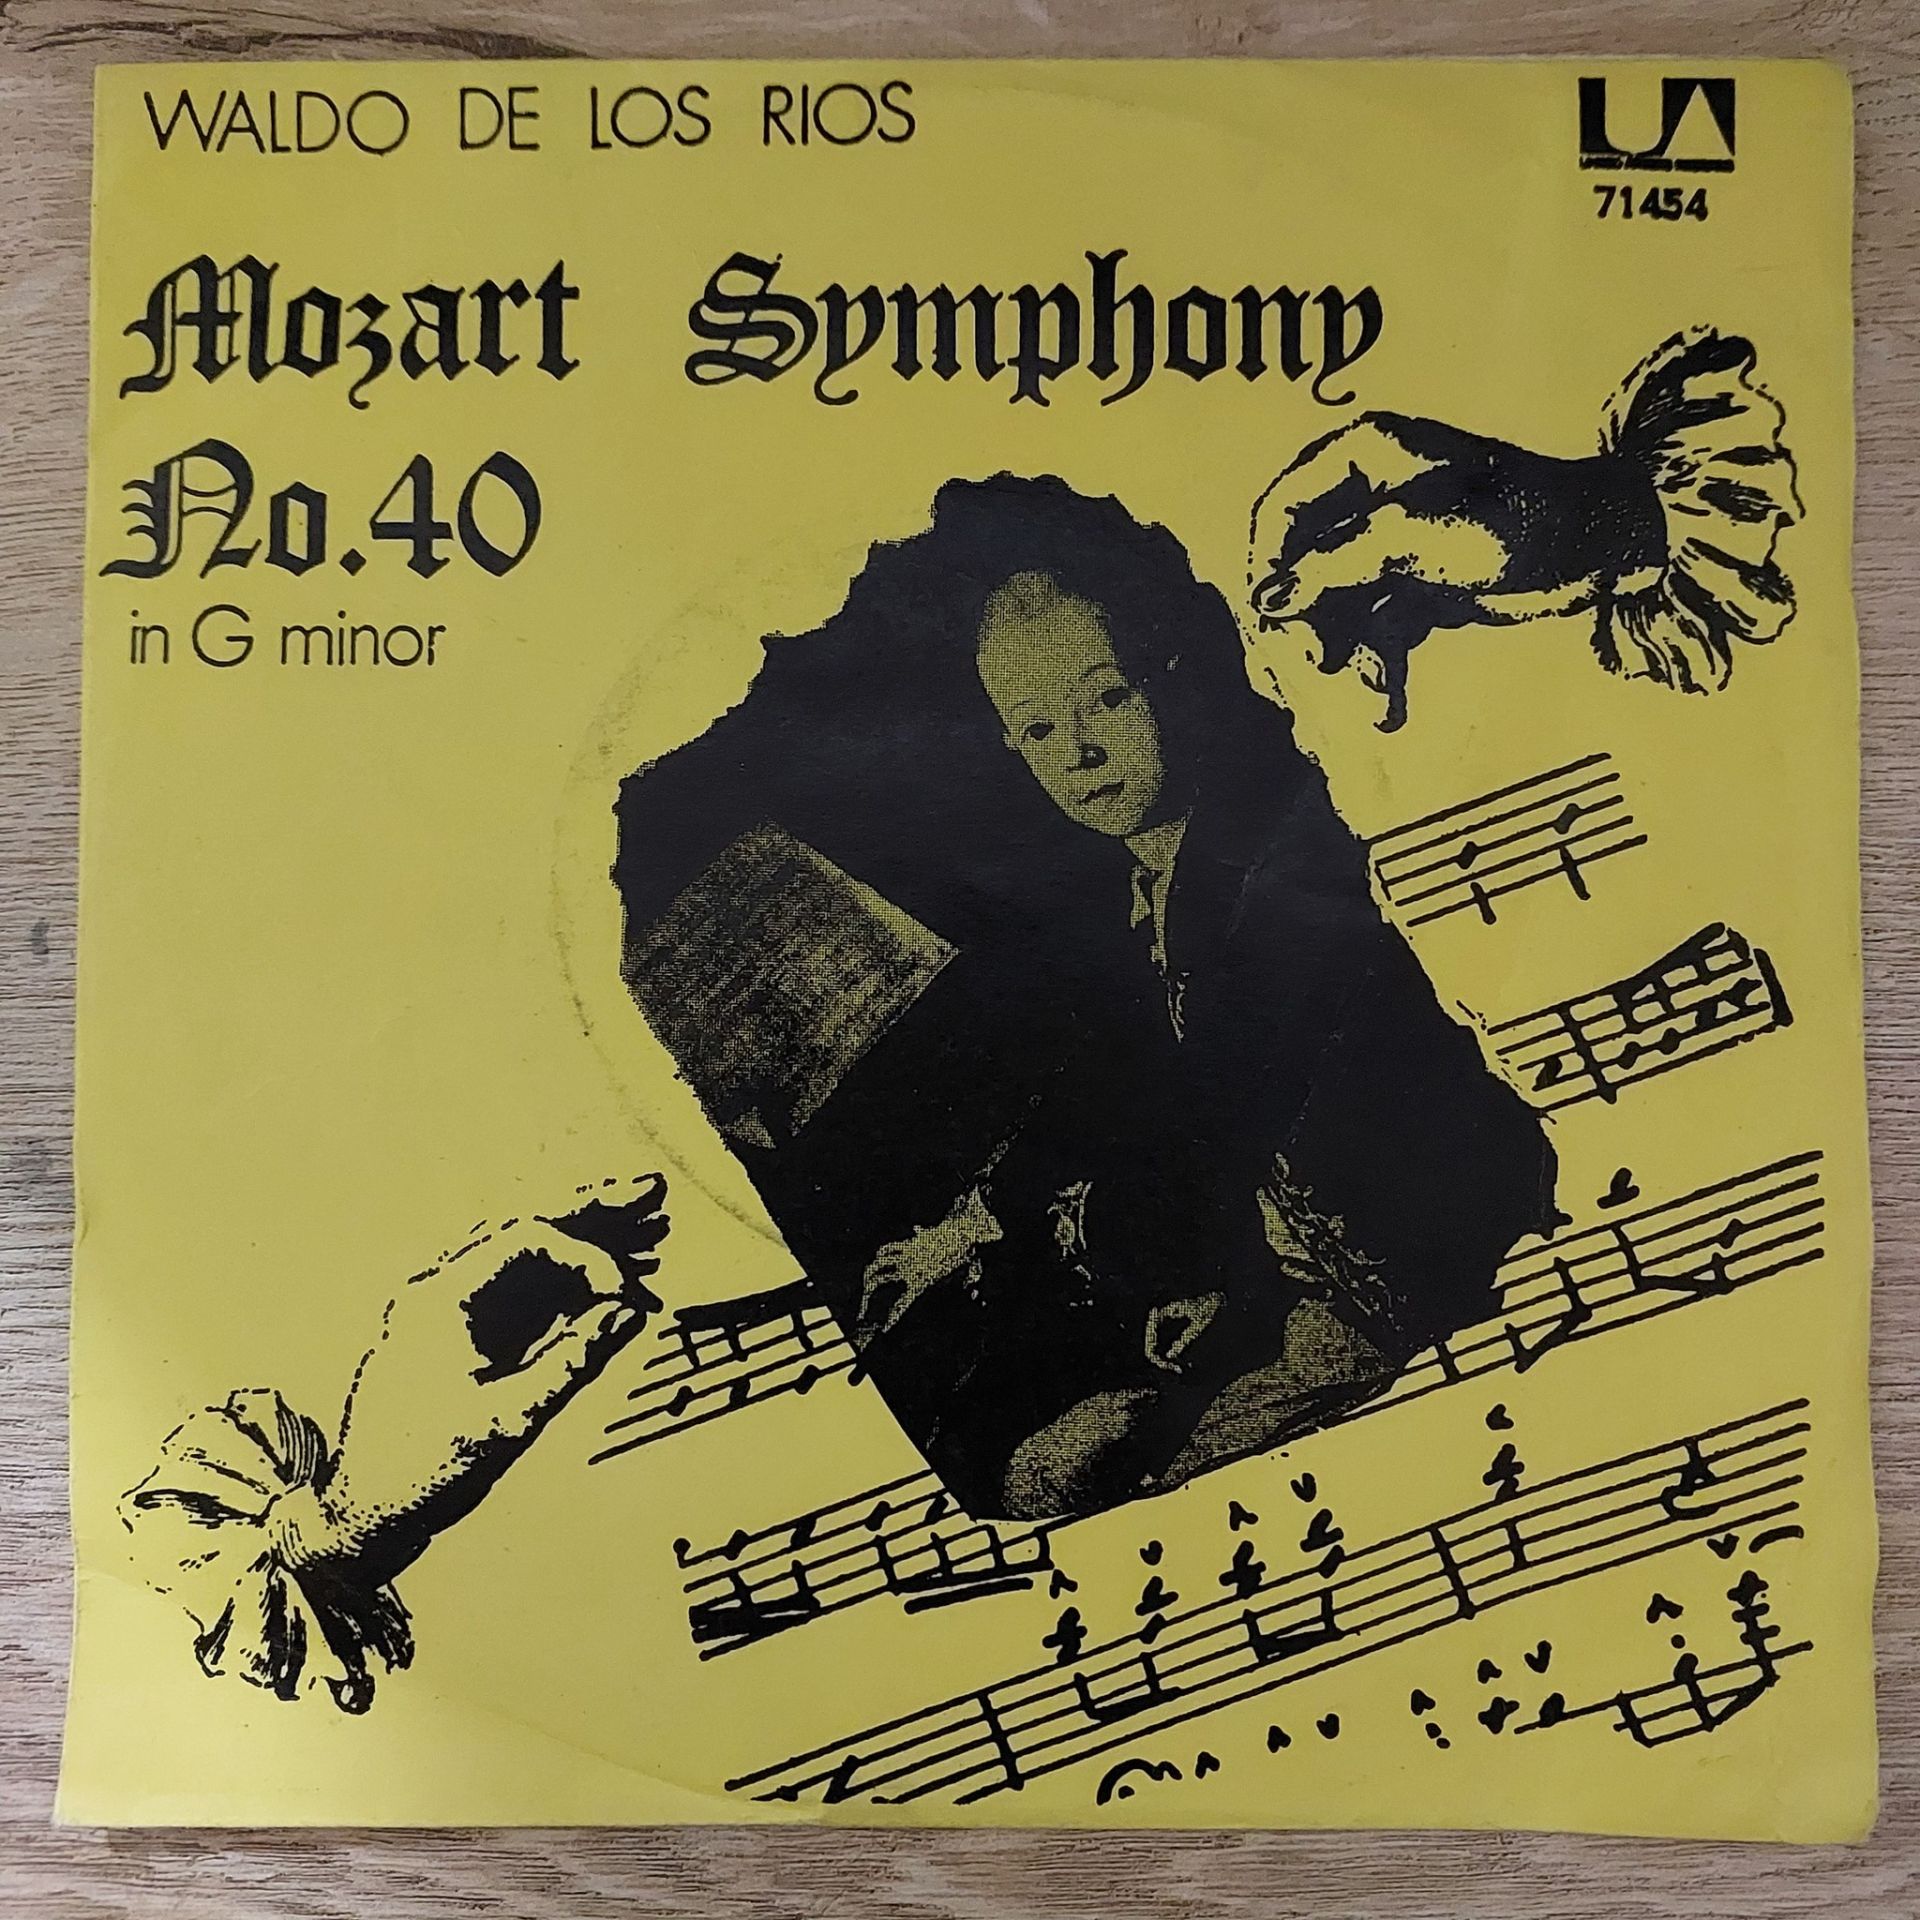 WALDO DE LOS RIOS
UA
71454
Mozart Symphony
No. 40
in G minor